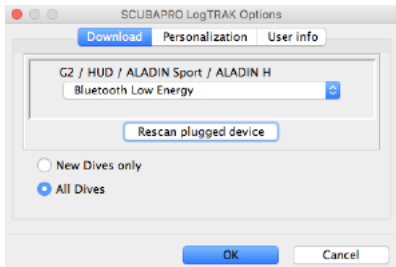 SCUBAPRO LogTRAK Options
Download Personalization User info
G2 / HUD / ALADIN Sport / ALADIN H
Bluetooth Low Energy
Rescan plugged device
New Dives only
All Dives
OK Cancel